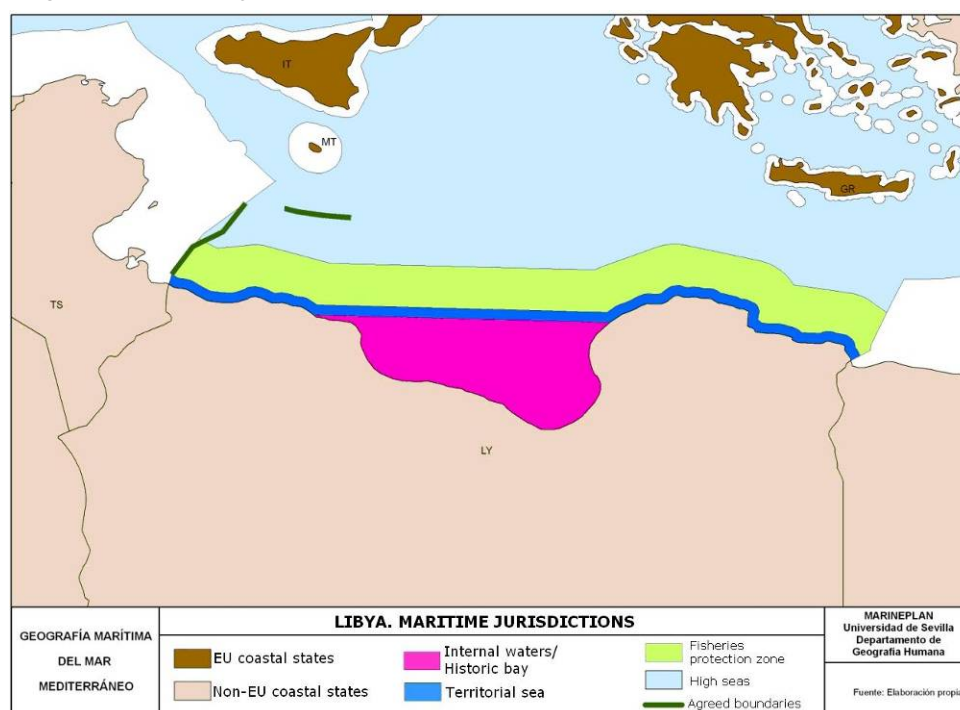 IT
MT
GR
TS
LY
GEOGRAFÍA MARÍTIMA
DEL MAR
MEDITERRÁNEO
LIBYA. MARITIME JURISDICTIONS
EU coastal states
Non-EU coastal states
Internal waters/
Historic bay
Territorial sea
Fisheries
protection zone
High seas
Agreed boundaries
MARINEPLAN
Universidad de Sevilla
Departamento de
Geografia Humana
Fuente: Elaboración propia